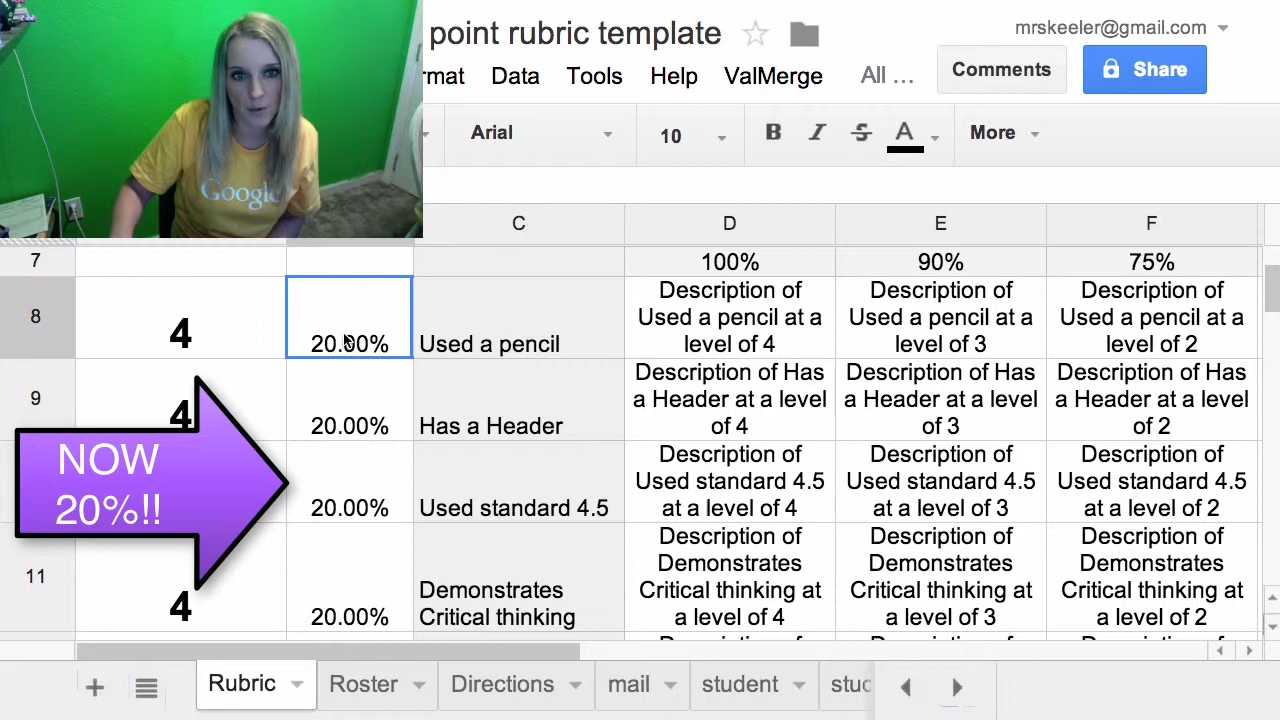 point rubric template
mrskeeler@gmail.com
rmat Data Tools Help ValMerge All ...
Comments
Share
Arial 10 B I S A More
Google
C D E F
7 100% 90% 75%
8 4 20.00% Used a pencil
Description of Used a pencil at a level of 4
Description of Used a pencil at a level of 3
Description of Used a pencil at a level of 2
9 4 20.00% Has a Header
Description of Has a Header at a level of 4
Description of Has a Header at a level of 3
Description of Has a Header at a level of 2
NOW
20%!!
20.00% Used standard 4.5
Description of Used standard 4.5 at a level of 4
Description of Used standard 4.5 at a level of 3
Description of Used standard 4.5 at a level of 2
11 4 20.00% Demonstrates Critical thinking
Description of Demonstrates Critical thinking at a level of 4
Description of Demonstrates Critical thinking at a level of 3
Description of Demonstrates Critical thinking at a level of 2
Rubric Roster Directions mail student stud